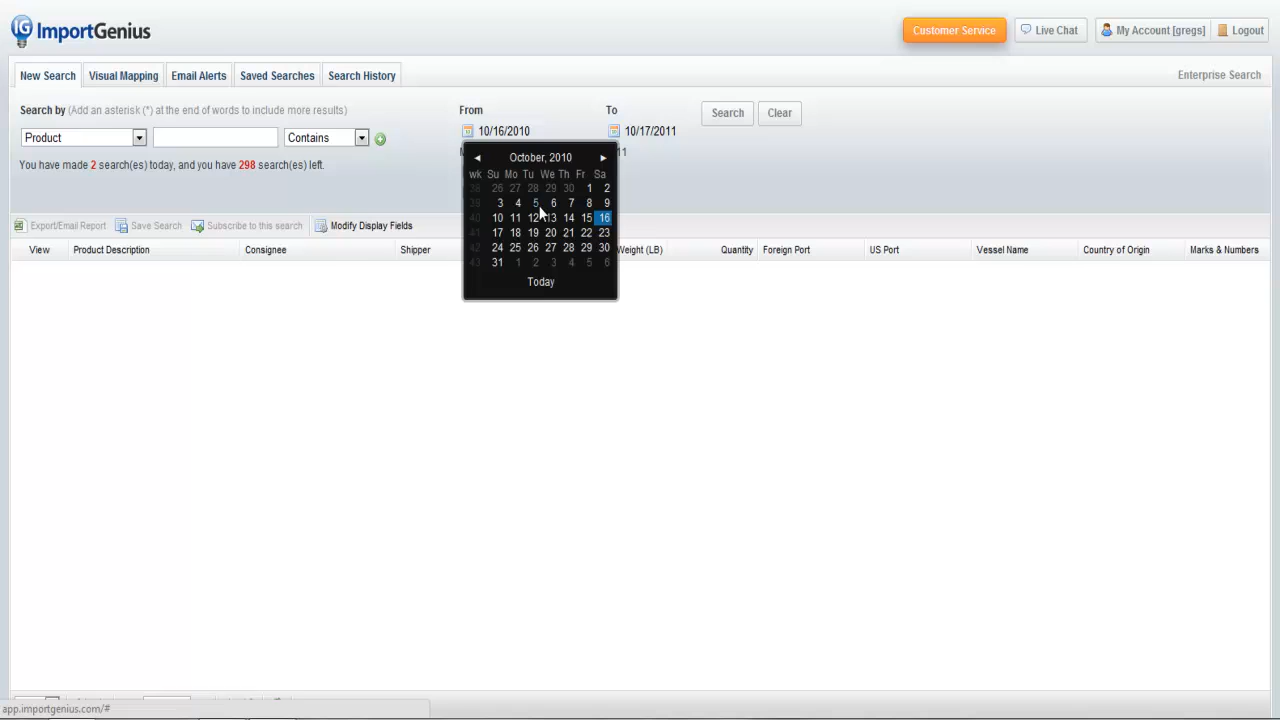 IG ImportGenius
Customer Service
Live Chat
My Account [gregs]
Logout
New Search
Visual Mapping
Email Alerts
Saved Searches
Search History
Enterprise Search
Search by (Add an asterisk (*) at the end of words to include more results)
From
To
Search
Clear
Product
Contains
10/16/2010
10/17/2011
You have made 2 search(es) today, and you have 298 search(es) left.
October, 2010
wk Su Mo Tu We Th Fr Sa
38 26 27 28 29 30 1 2
39 3 4 5 6 7 8 9
40 10 11 12 13 14 15 16
41 17 18 19 20 21 22 23
42 24 25 26 27 28 29 30
43 31 1 2 3 4 5 6
Today
Export/Email Report
Save Search
Subscribe to this search
Modify Display Fields
View
Product Description
Consignee
Shipper
Weight (LB)
Quantity
Foreign Port
US Port
Vessel Name
Country of Origin
Marks & Numbers
app.importgenius.com/#